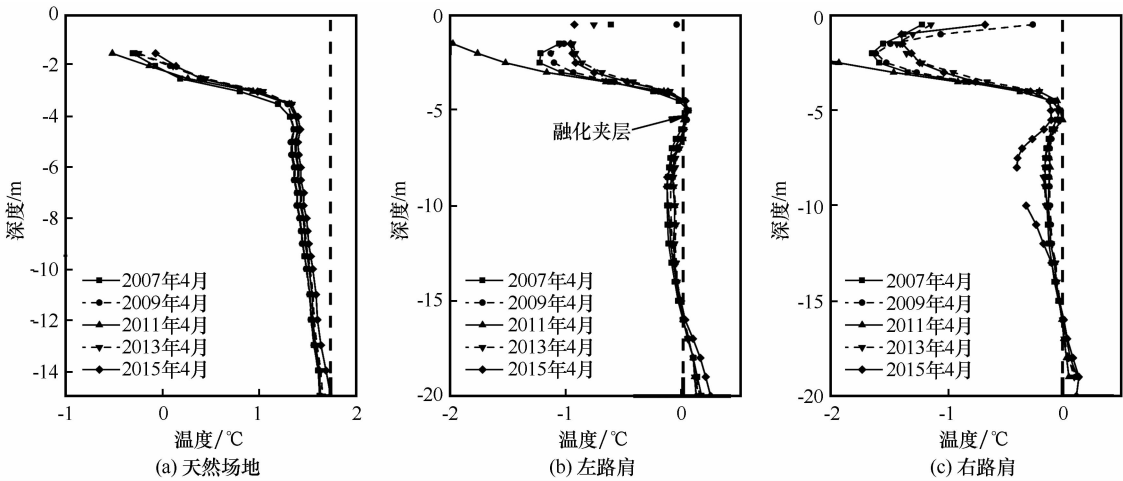 0
-2
-4
-6
-8
-10
-12
-14
深度/m
2007年4月
2009年4月
2011年4月
2013年4月
2015年4月
-1
0
1
2
温度/℃
(a) 天然场地
0
-5
-10
-15
-20
深度/m
融化夹层
2007年4月
2009年4月
2011年4月
2013年4月
2015年4月
-2
-1
0
温度/℃
(b) 左路肩
0
-5
-10
-15
-20
深度/m
2007年4月
2009年4月
2011年4月
2013年4月
2015年4月
-2
-1
0
温度/℃
(c) 右路肩